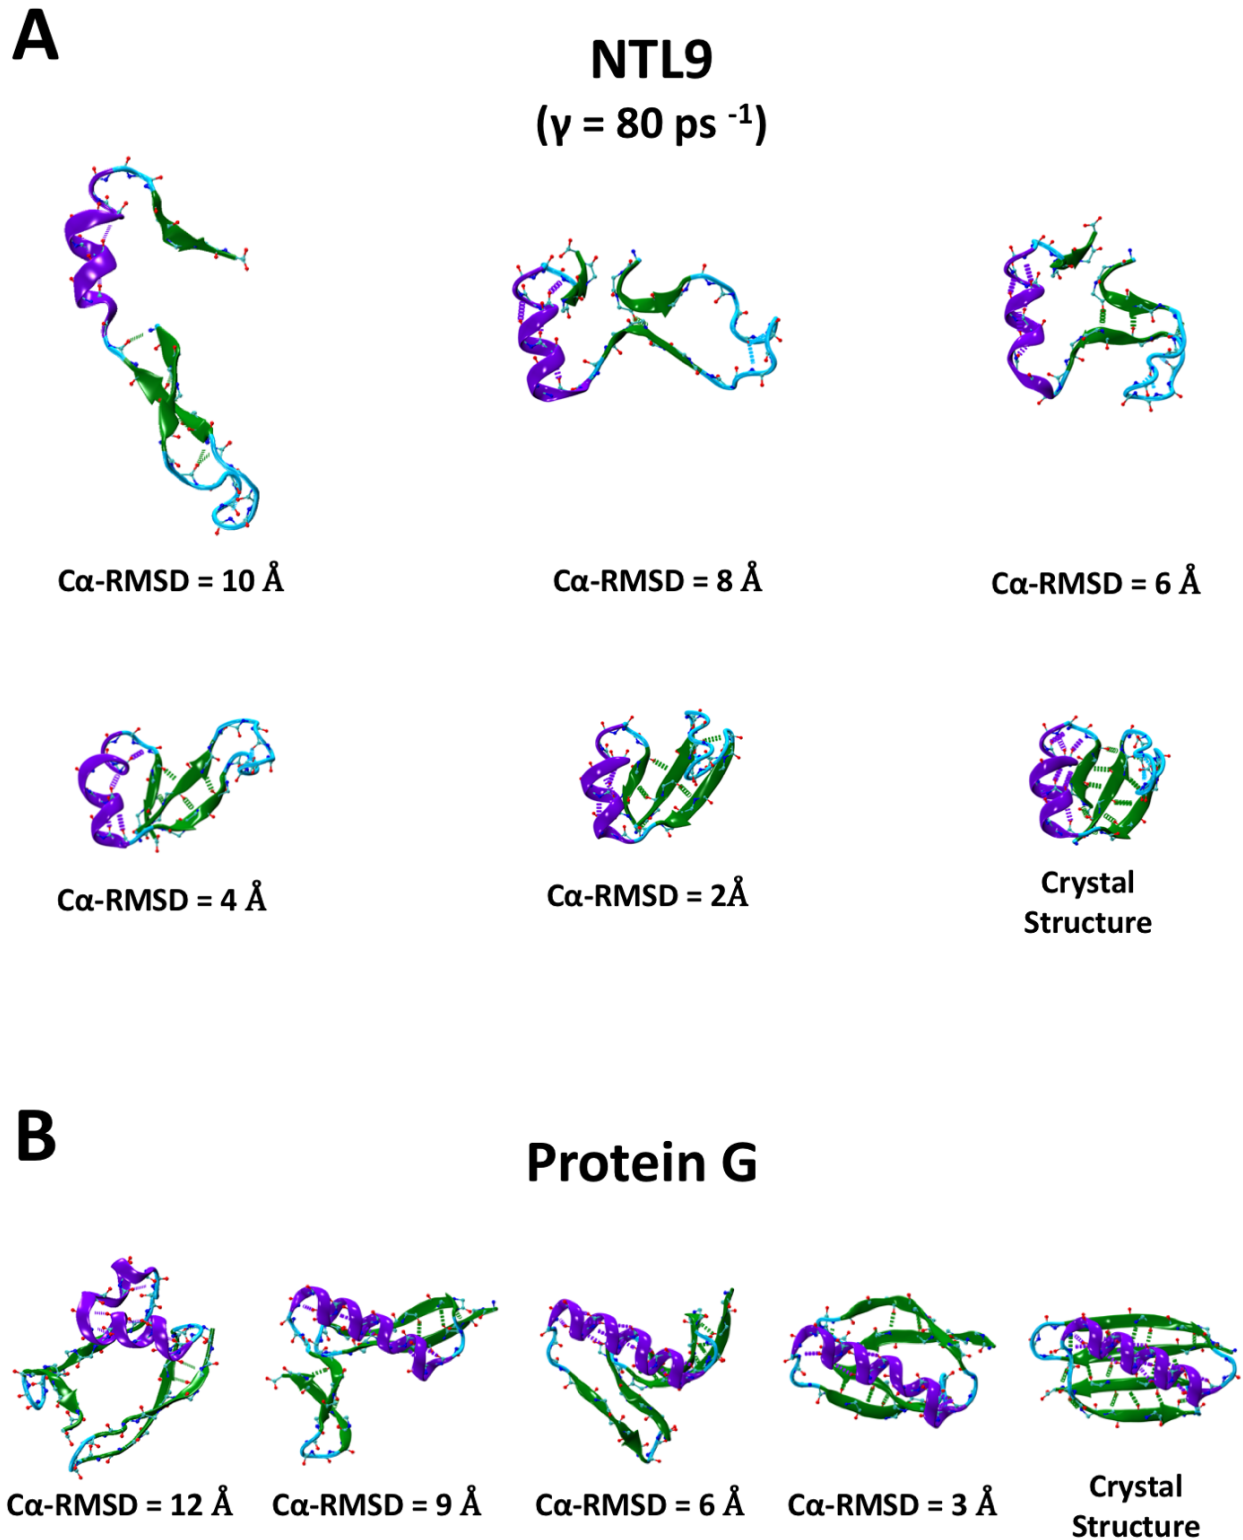 A
NTL9
(γ = 80 ps ⁻¹)
Cα-RMSD = 10 Å
Cα-RMSD = 8 Å
Cα-RMSD = 6 Å
Cα-RMSD = 4 Å
Cα-RMSD = 2Å
Crystal
Structure
B
Protein G
Cα-RMSD = 12 Å
Cα-RMSD = 9 Å
Cα-RMSD = 6 Å
Cα-RMSD = 3 Å
Crystal
Structure